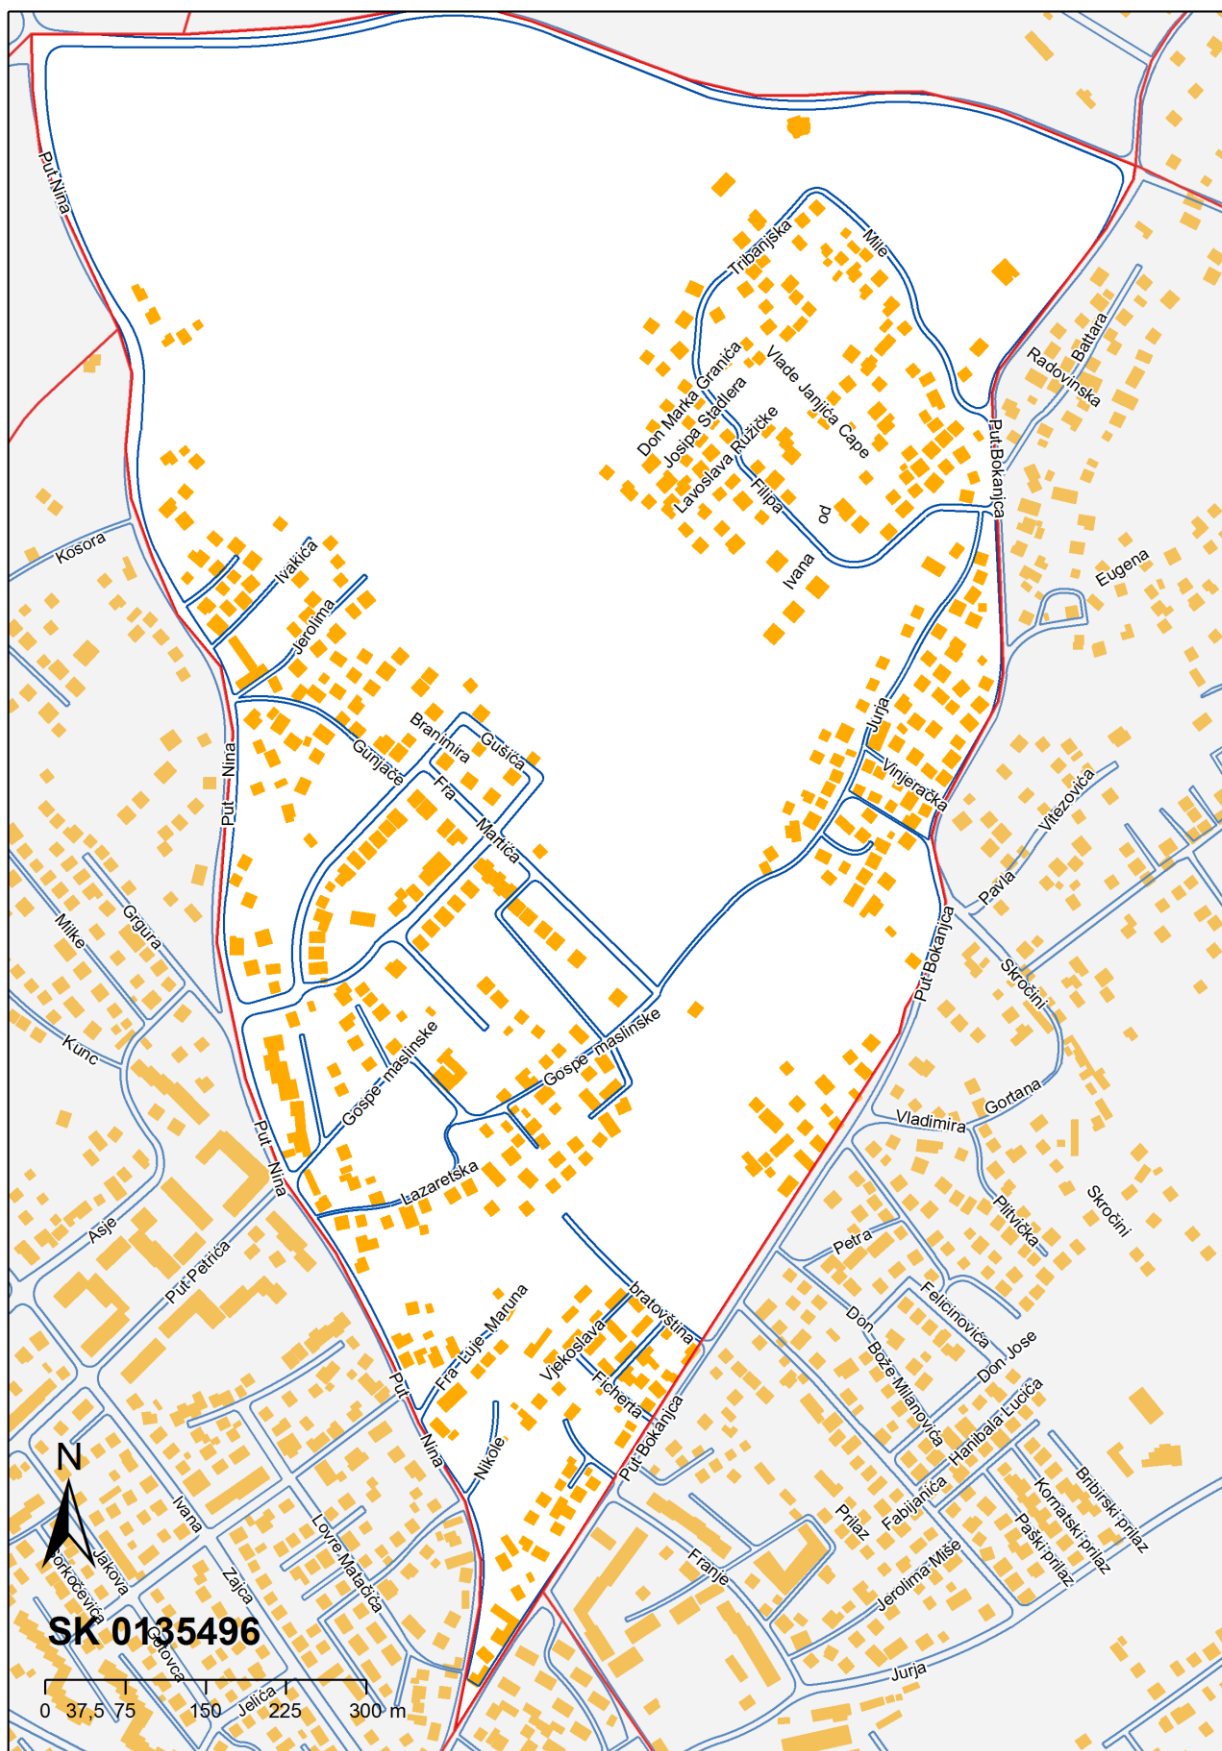 Put Nina
Tribanjska
Mile
Battara
Radovinska
Don Marka Granića
Vlade Janjića Cape
Josipa Stadlera
Lavoslava Ružičke
Put Bokanjca
Filipa
od
Ivana
Kosora
Ivakića
Eugena
Jerolima
Jurja
Branimira
Gušića
Gunjače
Put Nina
Fra
Vinjeračka
Martića
Vitezovića
Pavla
Grgura
Milke
Put Bokanjca
Skročini
Kunc
Gospe maslinske
Gospe maslinske
Gortana
Vladimira
Put Nina
Lazaretska
Plitvička
Skročini
Asje
Petra
Put Petrića
bratovština
Felicinovića
Fra Luje Maruna
Don
Vjekoslava
Bože Milanovića
Don Jose
Ficherta
Put
Nina
Hanibala Lucića
Put Bokanjca
Nikole
Fabijanića
Prilaz
Bribirski prilaz
Kornatski prilaz
Paški prilaz
N
Ivana
Lovre Matačića
Franje
Jerolima Miše
Jakova
Zajca
SK 0135496
Gotovca
Jurja
Jelića
0 37,5 75 150 225 300 m